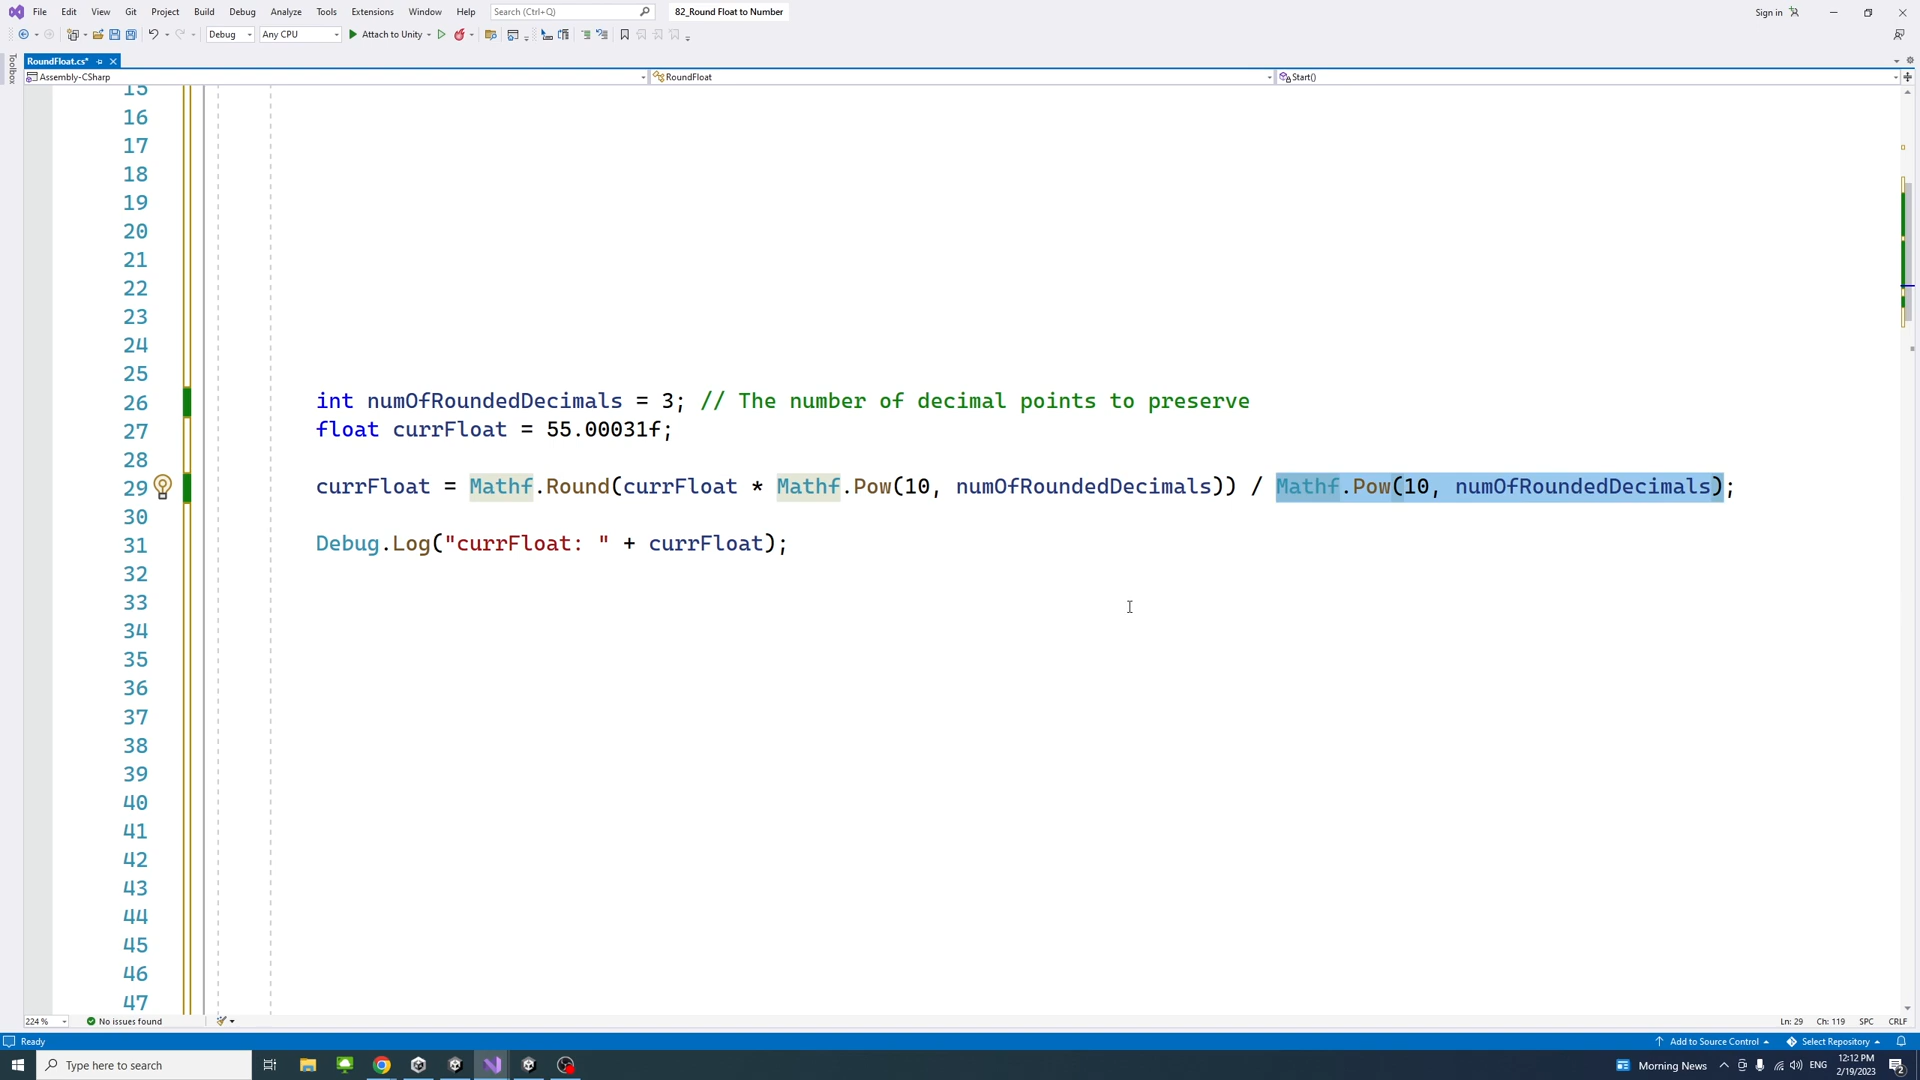 File Edit View Git Project Build Debug Analyze Tools Extensions Window Help Search (Ctrl+Q) 82_Round Float to Number Sign in
Debug Any CPU Attach to Unity
Toolbox
RoundFloat.cs*
Assembly-CSharp RoundFloat Start()
15
16
17
18
19
20
21
22
23
24
25
26 int numOfRoundedDecimals = 3; // The number of decimal points to preserve
27 float currFloat = 55.00031f;
28
29 currFloat = Mathf.Round(currFloat * Mathf.Pow(10, numOfRoundedDecimals)) / Mathf.Pow(10, numOfRoundedDecimals);
30
31 Debug.Log("currFloat: " + currFloat);
32
33
34
35
36
37
38
39
40
41
42
43
44
45
46
47
224 % No issues found Ln: 29 Ch: 119 SPC CRLF
Ready Add to Source Control Select Repository
Type here to search Morning News ENG 12:12 PM
2/19/2023 2